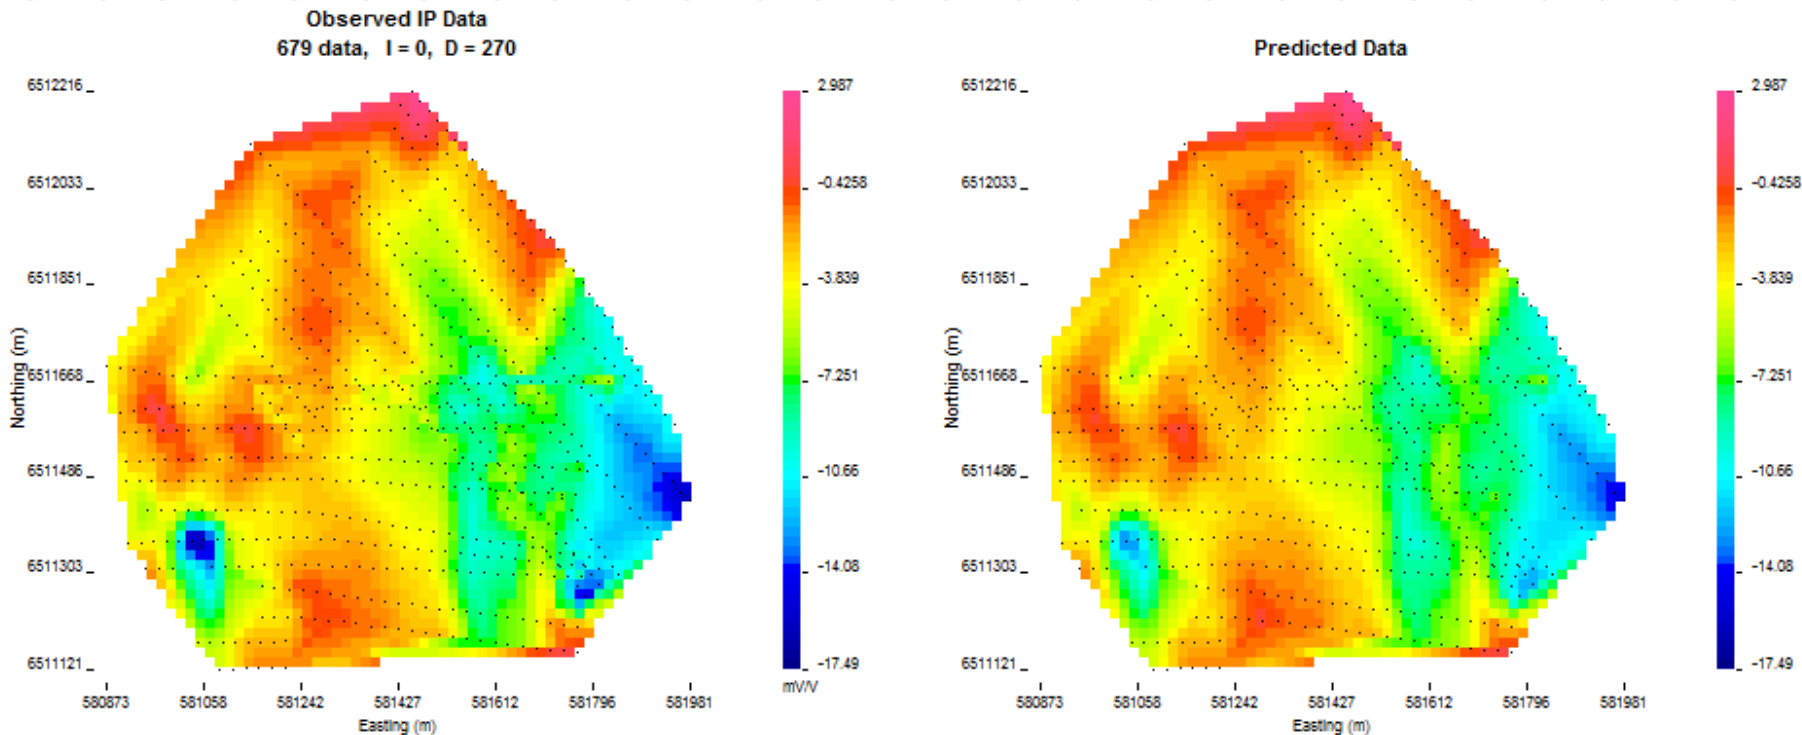 Observed IP Data
679 data, I = 0, D = 270
6512216
6512033
6511851
6511668
6511486
6511303
6511121
Northing (m)
580873 581058 581242 581427 581612 581796 581981
Easting (m)
2.987
-0.4258
-3.839
-7.251
-10.66
-14.08
-17.49
mV/V
Predicted Data
6512216
6512033
6511851
6511668
6511486
6511303
6511121
Northing (m)
580873 581058 581242 581427 581612 581796 581981
Easting (m)
2.987
-0.4258
-3.839
-7.251
-10.66
-14.08
-17.49